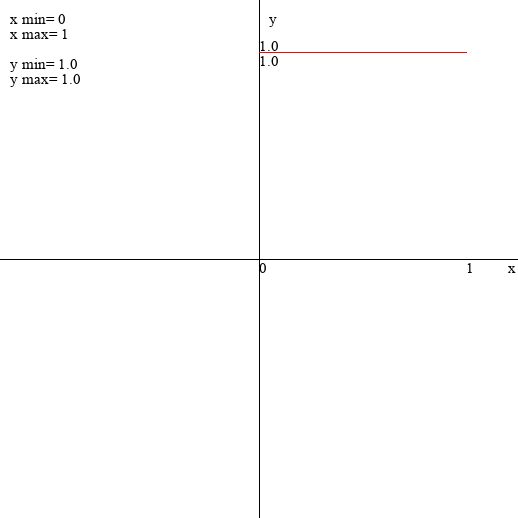 x min= 0
x max= 1
y min= 1.0
y max= 1.0
y
1.0
1.0
0
1
x